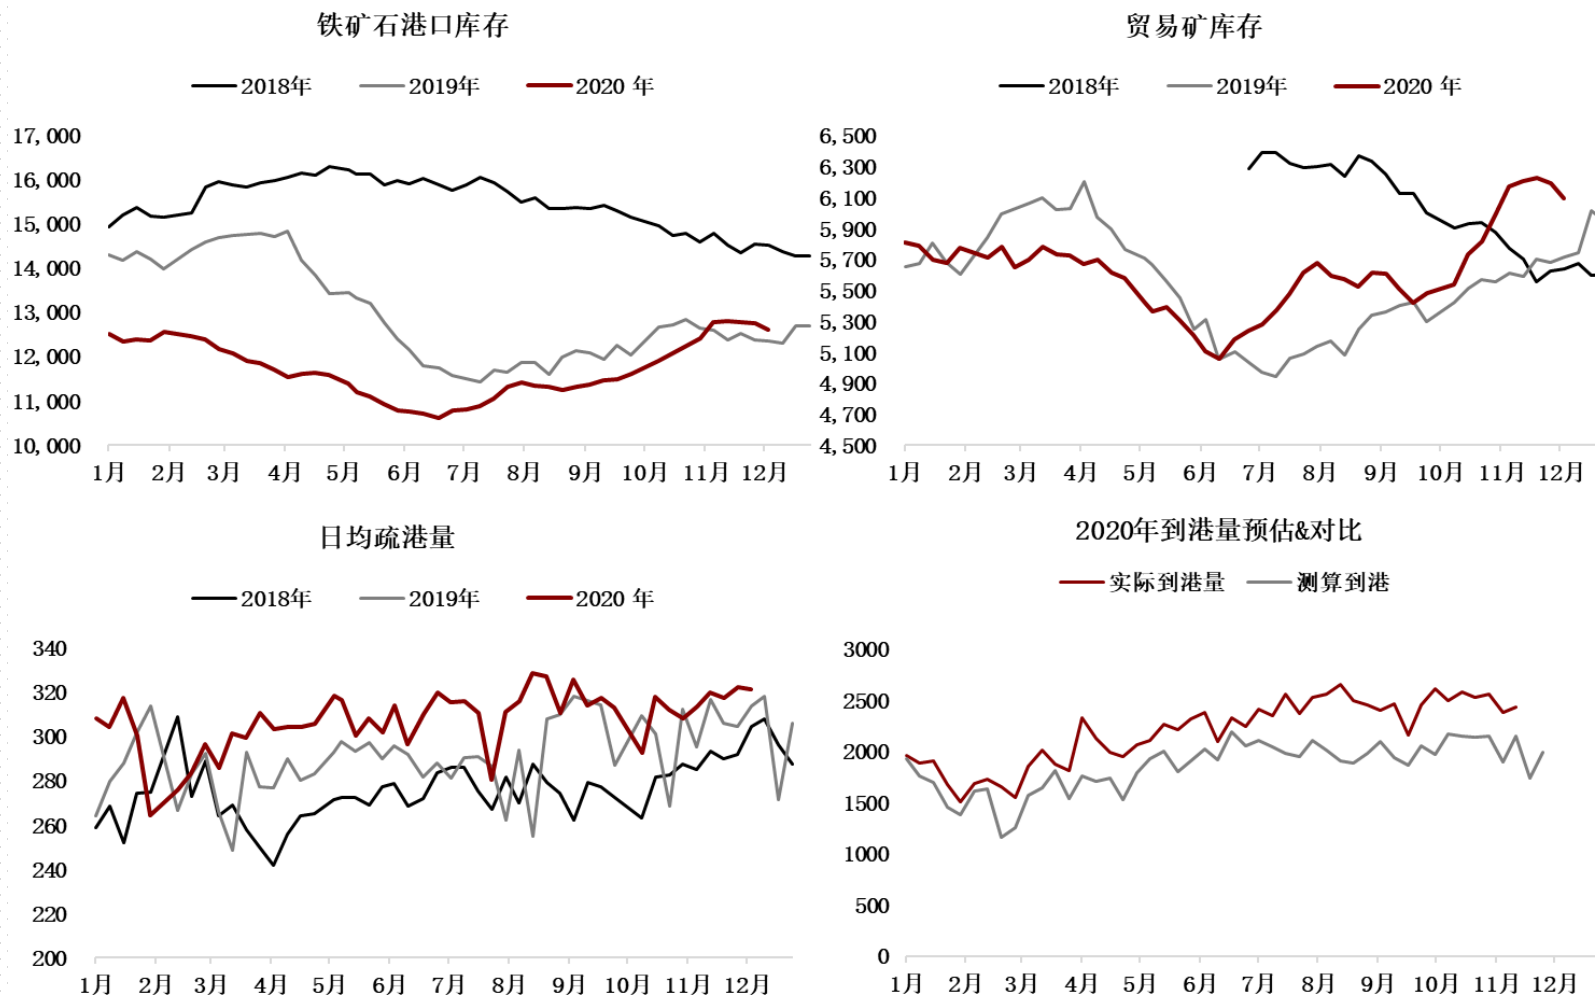 铁矿石港口库存
2018年 2019年 2020 年
17,000
16,000
15,000
14,000
13,000
12,000
11,000
10,000
1月 2月 3月 4月 5月 6月 7月 8月 9月 10月 11月 12月
贸易矿库存
2018年 2019年 2020 年
6,500
6,300
6,100
5,900
5,700
5,500
5,300
5,100
4,900
4,700
4,500
1月 2月 3月 4月 5月 6月 7月 8月 9月 10月 11月 12月
日均疏港量
2018年 2019年 2020 年
340
320
300
280
260
240
220
200
1月 2月 3月 4月 5月 6月 7月 8月 9月 10月 11月 12月
2020年到港量预估&对比
实际到港量 测算到港
3000
2500
2000
1500
1000
500
0
1月 2月 3月 4月 5月 6月 7月 8月 9月 10月 11月 12月